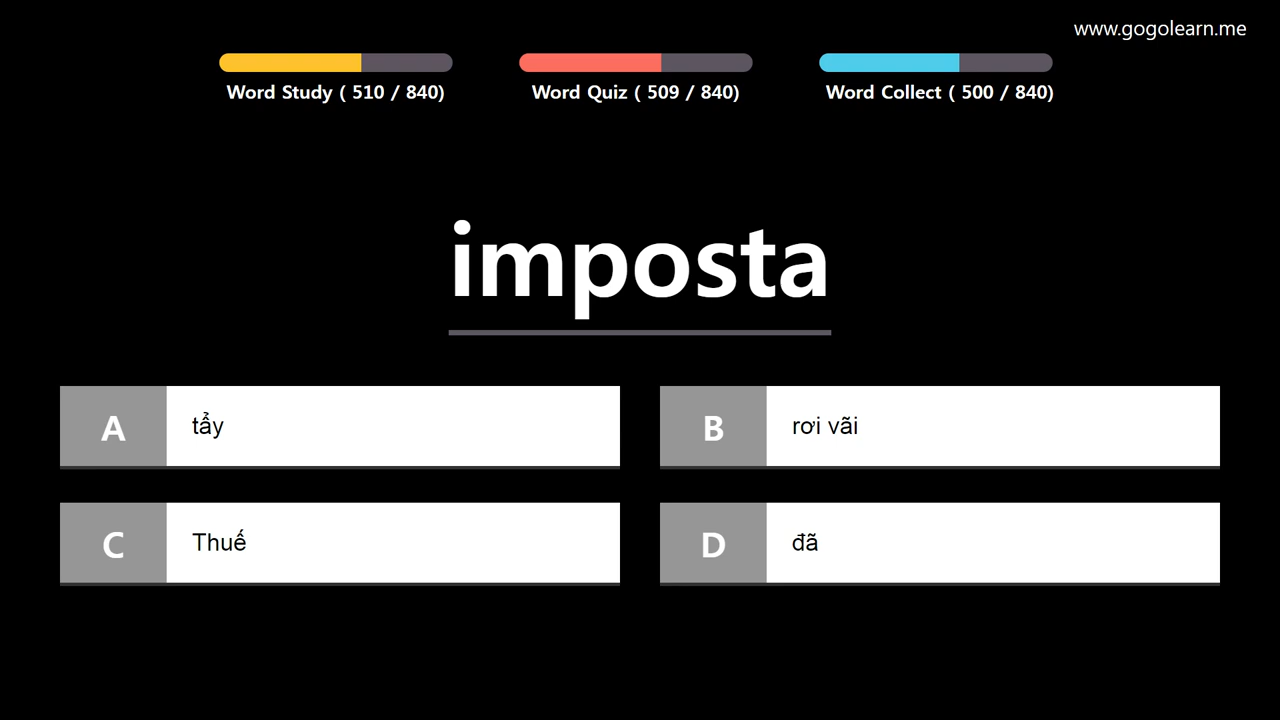 www.gogolearn.me
Word Study ( 510 / 840)
Word Quiz ( 509 / 840)
Word Collect ( 500 / 840)
imposta
A
tẩy
B
rơi vãi
C
Thuế
D
đã